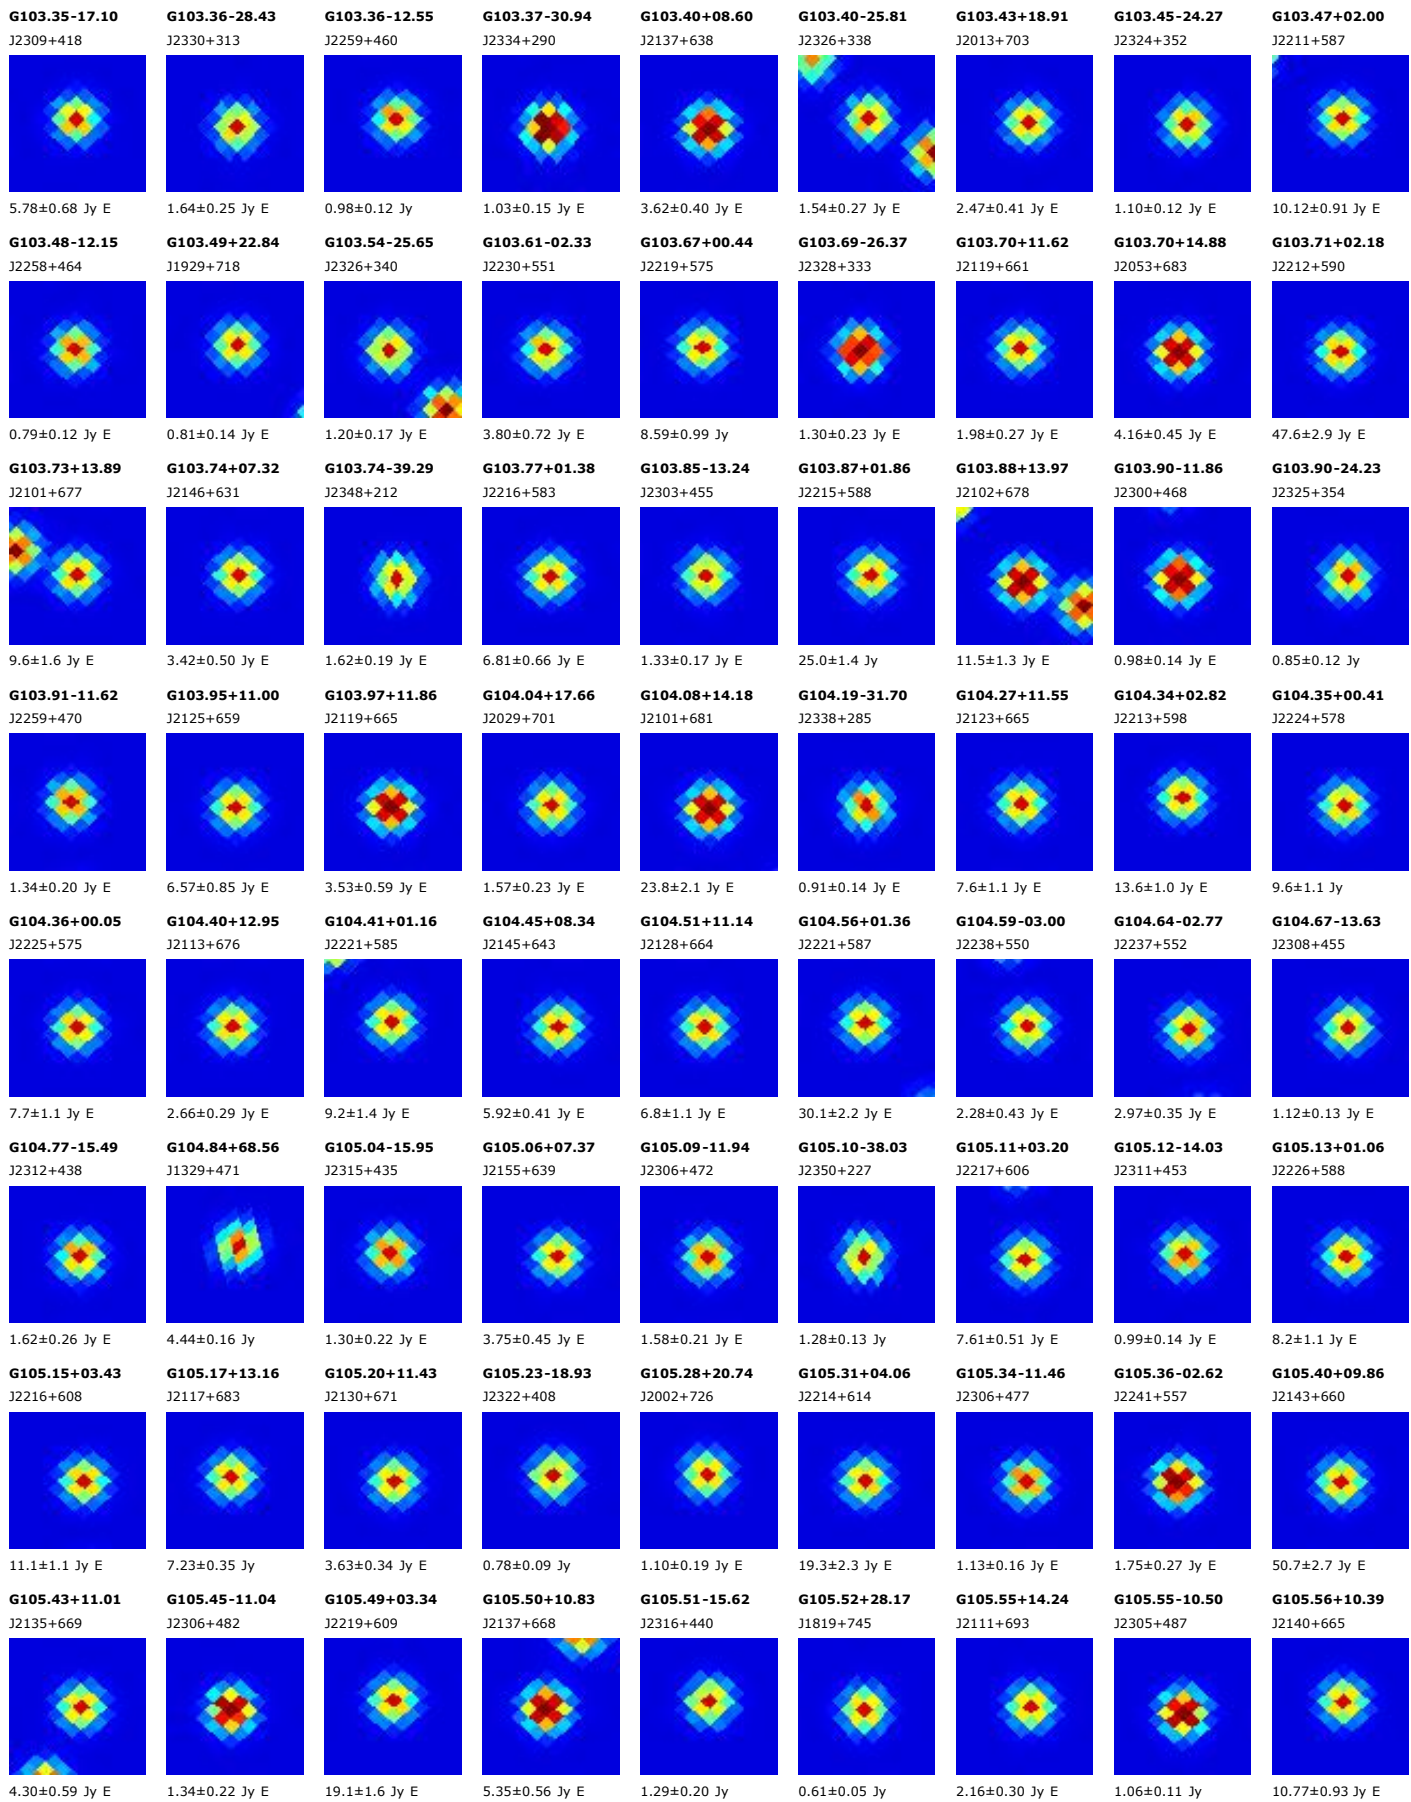 G103.35-17.10 G103.36-28.43 G103.36-12.55 G103.37-30.94 G103.40+08.60 G103.40-25.81 G103.43+18.91 G103.45-24.27 G103.47+02.00
J2309+418 J2330+313 J2259+460 J2334+290 J2137+638 J2326+338 J2013+703 J2324+352 J2211+587
5.78±0.68 Jy E 1.64±0.25 Jy E 0.98±0.12 Jy 1.03±0.15 Jy E 3.62±0.40 Jy E 1.54±0.27 Jy E 2.47±0.41 Jy E 1.10±0.12 Jy E 10.12±0.91 Jy E
G103.48-12.15 G103.49+22.84 G103.54-25.65 G103.61-02.33 G103.67+00.44 G103.69-26.37 G103.70+11.62 G103.70+14.88 G103.71+02.18
J2258+464 J1929+718 J2326+340 J2230+551 J2219+575 J2328+333 J2119+661 J2053+683 J2212+590
0.79±0.12 Jy E 0.81±0.14 Jy E 1.20±0.17 Jy E 3.80±0.72 Jy E 8.59±0.99 Jy 1.30±0.23 Jy E 1.98±0.27 Jy E 4.16±0.45 Jy E 47.6±2.9 Jy E
G103.73+13.89 G103.74+07.32 G103.74-39.29 G103.77+01.38 G103.85-13.24 G103.87+01.86 G103.88+13.97 G103.90-11.86 G103.90-24.23
J2101+677 J2146+631 J2348+212 J2216+583 J2303+455 J2215+588 J2102+678 J2300+468 J2325+354
9.6±1.6 Jy E 3.42±0.50 Jy E 1.62±0.19 Jy E 6.81±0.66 Jy E 1.33±0.17 Jy E 25.0±1.4 Jy 11.5±1.3 Jy E 0.98±0.14 Jy E 0.85±0.12 Jy
G103.91-11.62 G103.95+11.00 G103.97+11.86 G104.04+17.66 G104.08+14.18 G104.19-31.70 G104.27+11.55 G104.34+02.82 G104.35+00.41
J2259+470 J2125+659 J2119+665 J2029+701 J2101+681 J2338+285 J2123+665 J2213+598 J2224+578
1.34±0.20 Jy E 6.57±0.85 Jy E 3.53±0.59 Jy E 1.57±0.23 Jy E 23.8±2.1 Jy E 0.91±0.14 Jy E 7.6±1.1 Jy E 13.6±1.0 Jy E 9.6±1.1 Jy
G104.36+00.05 G104.40+12.95 G104.41+01.16 G104.45+08.34 G104.51+11.14 G104.56+01.36 G104.59-03.00 G104.64-02.77 G104.67-13.63
J2225+575 J2113+676 J2221+585 J2145+643 J2128+664 J2221+587 J2238+550 J2237+552 J2308+455
7.7±1.1 Jy E 2.66±0.29 Jy E 9.2±1.4 Jy E 5.92±0.41 Jy E 6.8±1.1 Jy E 30.1±2.2 Jy E 2.28±0.43 Jy E 2.97±0.35 Jy E 1.12±0.13 Jy E
G104.77-15.49 G104.84+68.56 G105.04-15.95 G105.06+07.37 G105.09-11.94 G105.10-38.03 G105.11+03.20 G105.12-14.03 G105.13+01.06
J2312+438 J1329+471 J2315+435 J2155+639 J2306+472 J2350+227 J2217+606 J2311+453 J2226+588
1.62±0.26 Jy E 4.44±0.16 Jy 1.30±0.22 Jy E 3.75±0.45 Jy E 1.58±0.21 Jy E 1.28±0.13 Jy 7.61±0.51 Jy E 0.99±0.14 Jy E 8.2±1.1 Jy E
G105.15+03.43 G105.17+13.16 G105.20+11.43 G105.23-18.93 G105.28+20.74 G105.31+04.06 G105.34-11.46 G105.36-02.62 G105.40+09.86
J2216+608 J2117+683 J2130+671 J2322+408 J2002+726 J2214+614 J2306+477 J2241+557 J2143+660
11.1±1.1 Jy E 7.23±0.35 Jy 3.63±0.34 Jy E 0.78±0.09 Jy 1.10±0.19 Jy E 19.3±2.3 Jy E 1.13±0.16 Jy E 1.75±0.27 Jy E 50.7±2.7 Jy E
G105.43+11.01 G105.45-11.04 G105.49+03.34 G105.50+10.83 G105.51-15.62 G105.52+28.17 G105.55+14.24 G105.55-10.50 G105.56+10.39
J2135+669 J2306+482 J2219+609 J2137+668 J2316+440 J1819+745 J2111+693 J2305+487 J2140+665
4.30±0.59 Jy E 1.34±0.22 Jy E 19.1±1.6 Jy E 5.35±0.56 Jy E 1.29±0.20 Jy 0.61±0.05 Jy 2.16±0.30 Jy E 1.06±0.11 Jy 10.77±0.93 Jy E